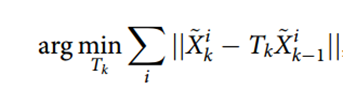 arg min_{T_k} ∑_i ||X̃_k^i − T_k X̃_{k−1}^i||,